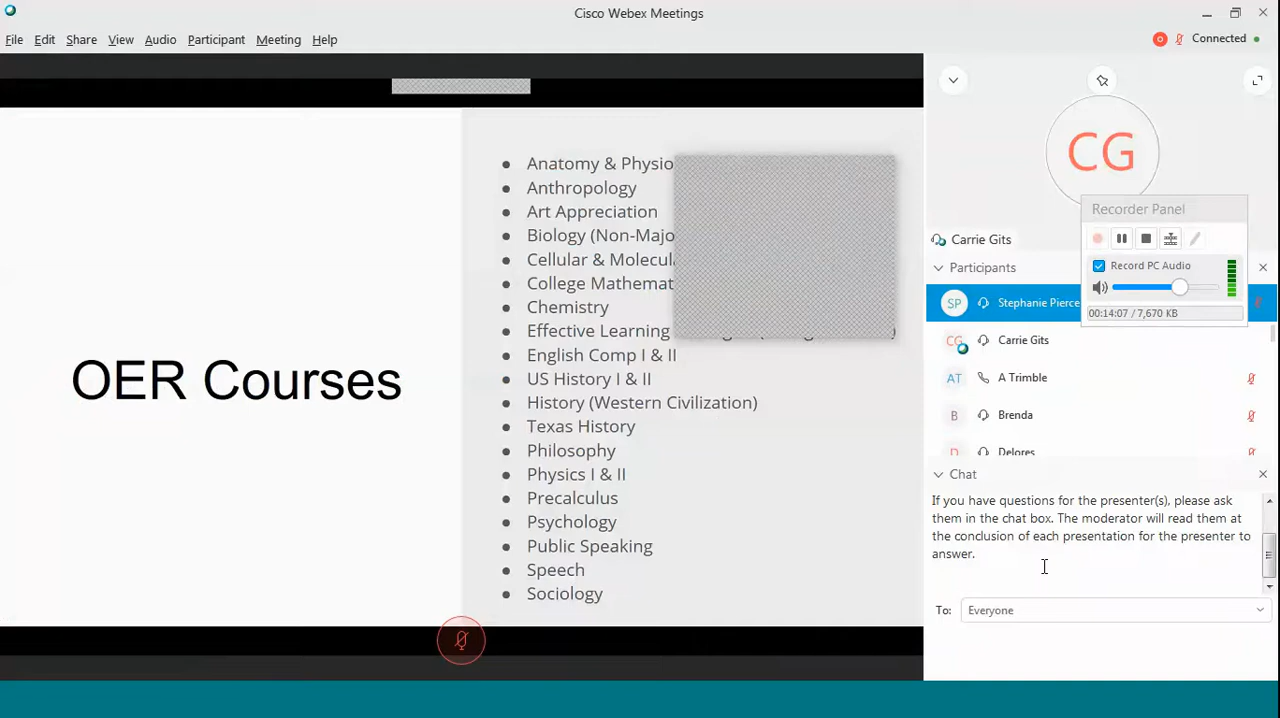 Cisco Webex Meetings
File Edit Share View Audio Participant Meeting Help
Connected
OER Courses
Anatomy &
Anthropology
Art Appreciation
Biology
Cellular &
College
Chemistry
Effective Learning
English Comp I & II
US History I & II
History (Western Civilization)
Texas History
Philosophy
Physics I & II
Precalculus
Psychology
Public Speaking
Speech
Sociology
CG
Carrie Gits
Recorder Panel
Record PC Audio
00:14:07 / 7,670 KB
Participants
SP Stephanie Pierce
CG Carrie Gits
AT A Trimble
B Brenda
D Delores
Chat
If you have questions for the presenter(s), please ask
them in the chat box. The moderator will read them at
the conclusion of each presentation for the presenter to
answer.
To: Everyone